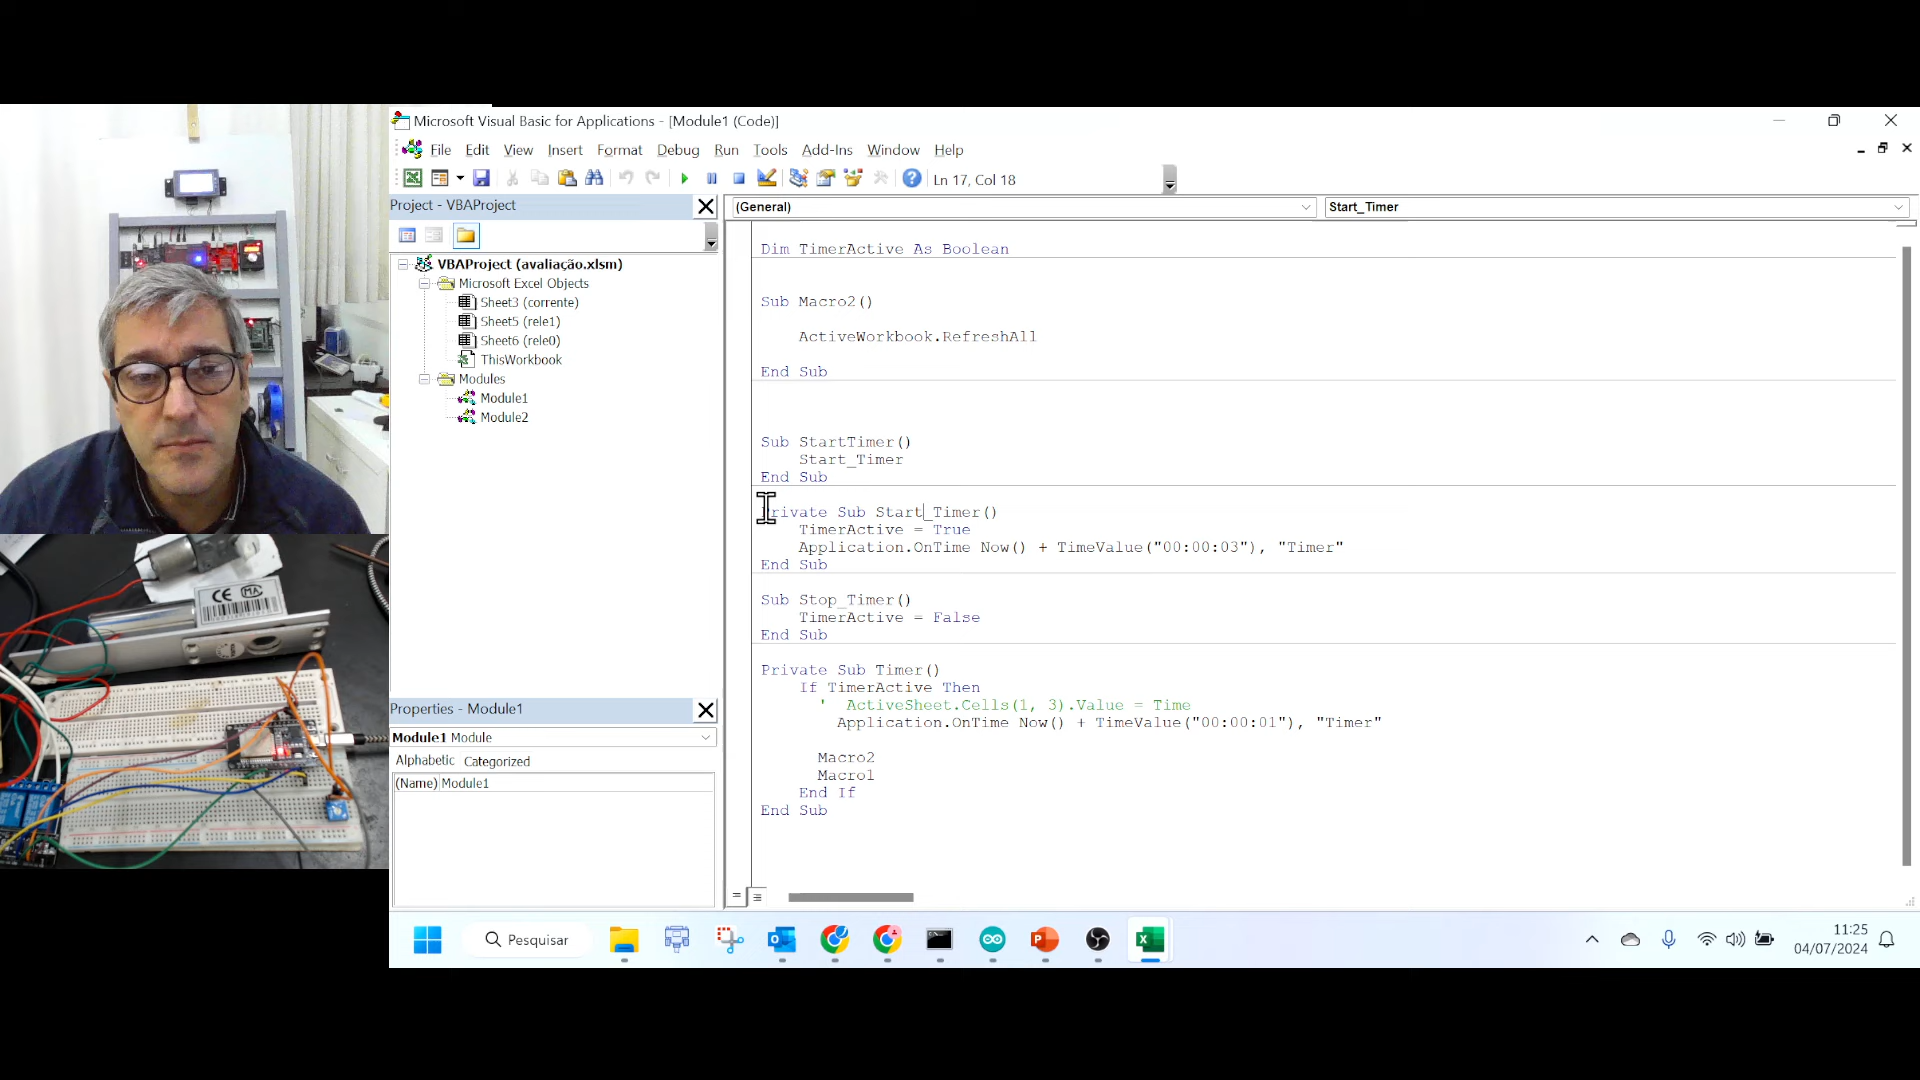 Microsoft Visual Basic for Applications - [Module1 (Code)]
File Edit View Insert Format Debug Run Tools Add-Ins Window Help
Ln 17, Col 18
Project - VBAProject
(General)
Start_Timer
VBAProject (avaliação.xlsm)
Microsoft Excel Objects
Sheet3 (corrente)
Sheet5 (rele1)
Sheet6 (rele0)
ThisWorkbook
Modules
Module1
Module2
Properties - Module1
Module1 Module
Alphabetic Categorized
(Name) Module1
Dim TimerActive As Boolean
Sub Macro2()
ActiveWorkbook.RefreshAll
End Sub
Sub StartTimer()
Start_Timer
End Sub
Private Sub Start_Timer()
TimerActive = True
Application.OnTime Now() + TimeValue("00:00:03"), "Timer"
End Sub
Sub Stop_Timer()
TimerActive = False
End Sub
Private Sub Timer()
If TimerActive Then
' ActiveSheet.Cells(1, 3).Value = Time
Application.OnTime Now() + TimeValue("00:00:01"), "Timer"
Macro2
Macro1
End If
End Sub
CE MA
Pesquisar
11:25
04/07/2024